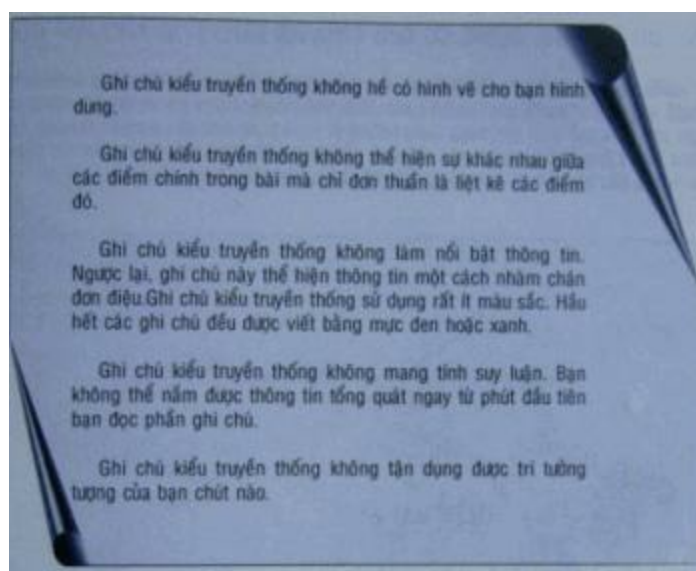 Ghi chú kiểu truyền thống không hề có hình vẽ cho bạn hình
dung.
Ghi chú kiểu truyền thống không thể hiện sự khác nhau giữa
các điểm chính trong bài mà chỉ đơn thuần là liệt kê các điểm
đó.
Ghi chú kiểu truyền thống không làm nổi bật thông tin.
Ngược lại, ghi chú này thể hiện thông tin một cách nhàm chán
đơn điệu.Ghi chú kiểu truyền thống sử dụng rất ít màu sắc. Hầu
hết các ghi chú đều được viết bằng mực đen hoặc xanh.
Ghi chú kiểu truyền thống không mang tính suy luận. Bạn
không thể nắm được thông tin tổng quát ngay từ phút đầu tiên
bạn đọc phần ghi chú.
Ghi chú kiểu truyền thống không tận dụng được trí tưởng
tượng của bạn chút nào.